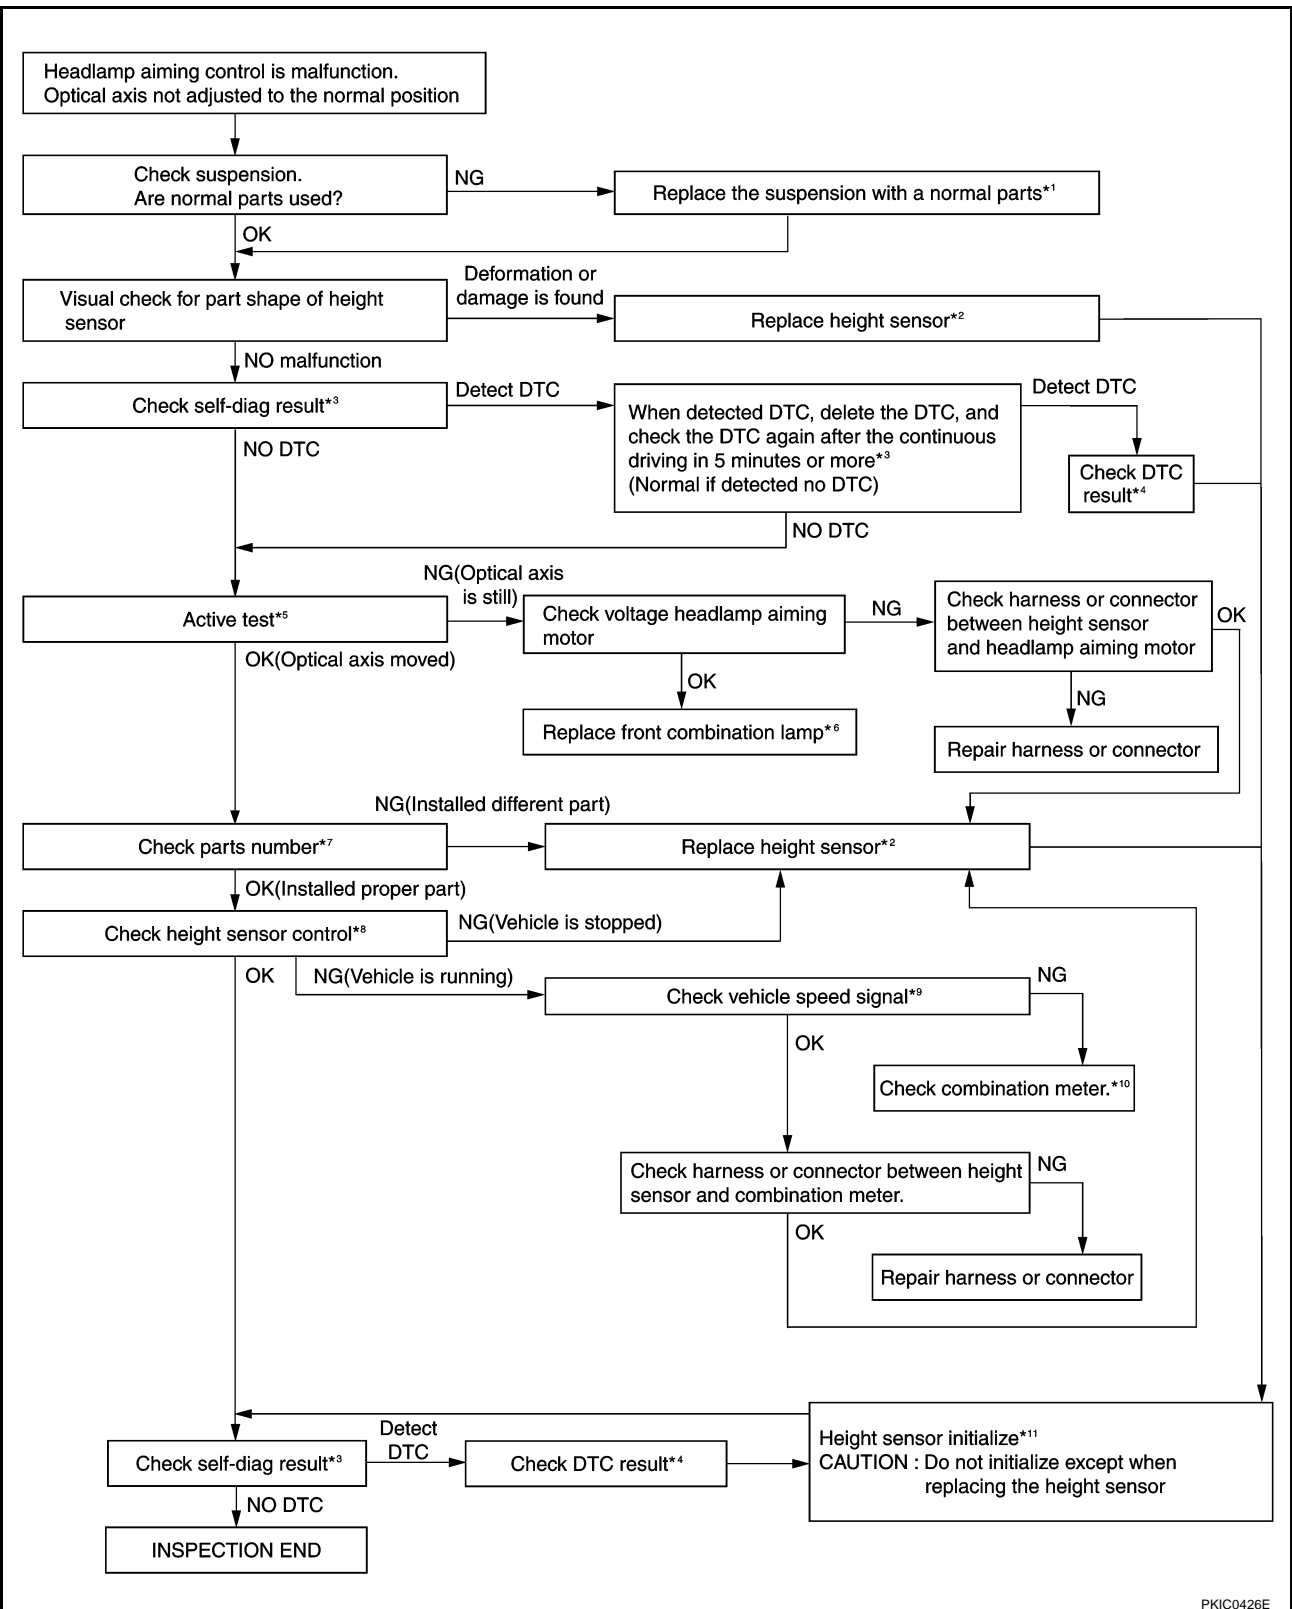 Headlamp aiming control is malfunction.
Optical axis not adjusted to the normal position
Check suspension.
Are normal parts used?
NG
Replace the suspension with a normal parts*1
OK
Visual check for part shape of height
sensor
Deformation or
damage is found
Replace height sensor*2
NO malfunction
Check self-diag result*3
Detect DTC
When detected DTC, delete the DTC, and
check the DTC again after the continuous
driving in 5 minutes or more*3
(Normal if detected no DTC)
Detect DTC
Check DTC
result*4
NO DTC
NO DTC
Active test*5
NG(Optical axis
is still)
Check voltage headlamp aiming
motor
NG
Check harness or connector
between height sensor
and headlamp aiming motor
OK
OK(Optical axis moved)
OK
NG
Replace front combination lamp*6
Repair harness or connector
NG(Installed different part)
Check parts number*7
Replace height sensor*2
OK(Installed proper part)
Check height sensor control*8
NG(Vehicle is stopped)
OK
NG(Vehicle is running)
Check vehicle speed signal*9
NG
OK
Check combination meter.*10
Check harness or connector between height
sensor and combination meter.
NG
OK
Repair harness or connector
Height sensor initialize*11
CAUTION : Do not initialize except when
replacing the height sensor
Check self-diag result*3
Detect
DTC
Check DTC result*4
NO DTC
INSPECTION END
PKIC0426E